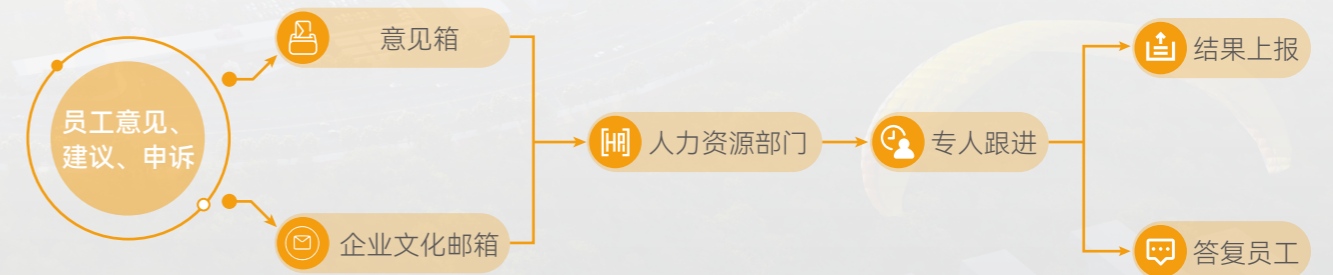 员工意见、
建议、申诉
意见箱
企业文化邮箱
HR
人力资源部门
专人跟进
结果上报
答复员工